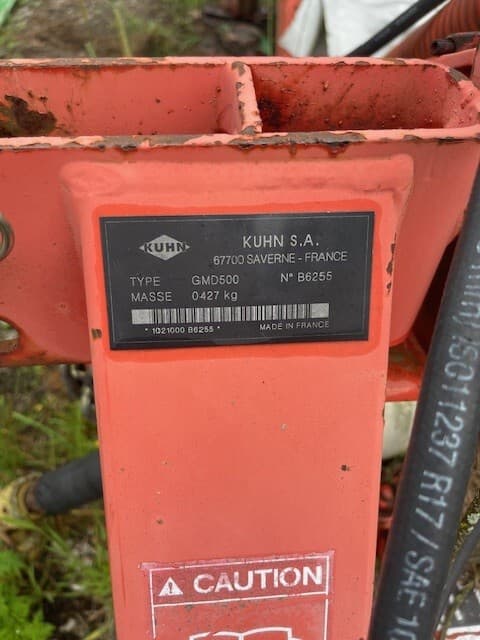 KUHN
KUHN S.A.
67700 SAVERNE - FRANCE
TYPE GMD500 N° B6255
MASSE 0427 kg
* 1021000 B6255 *
MADE IN FRANCE
CAUTION
ISO11237 R17 / SAE